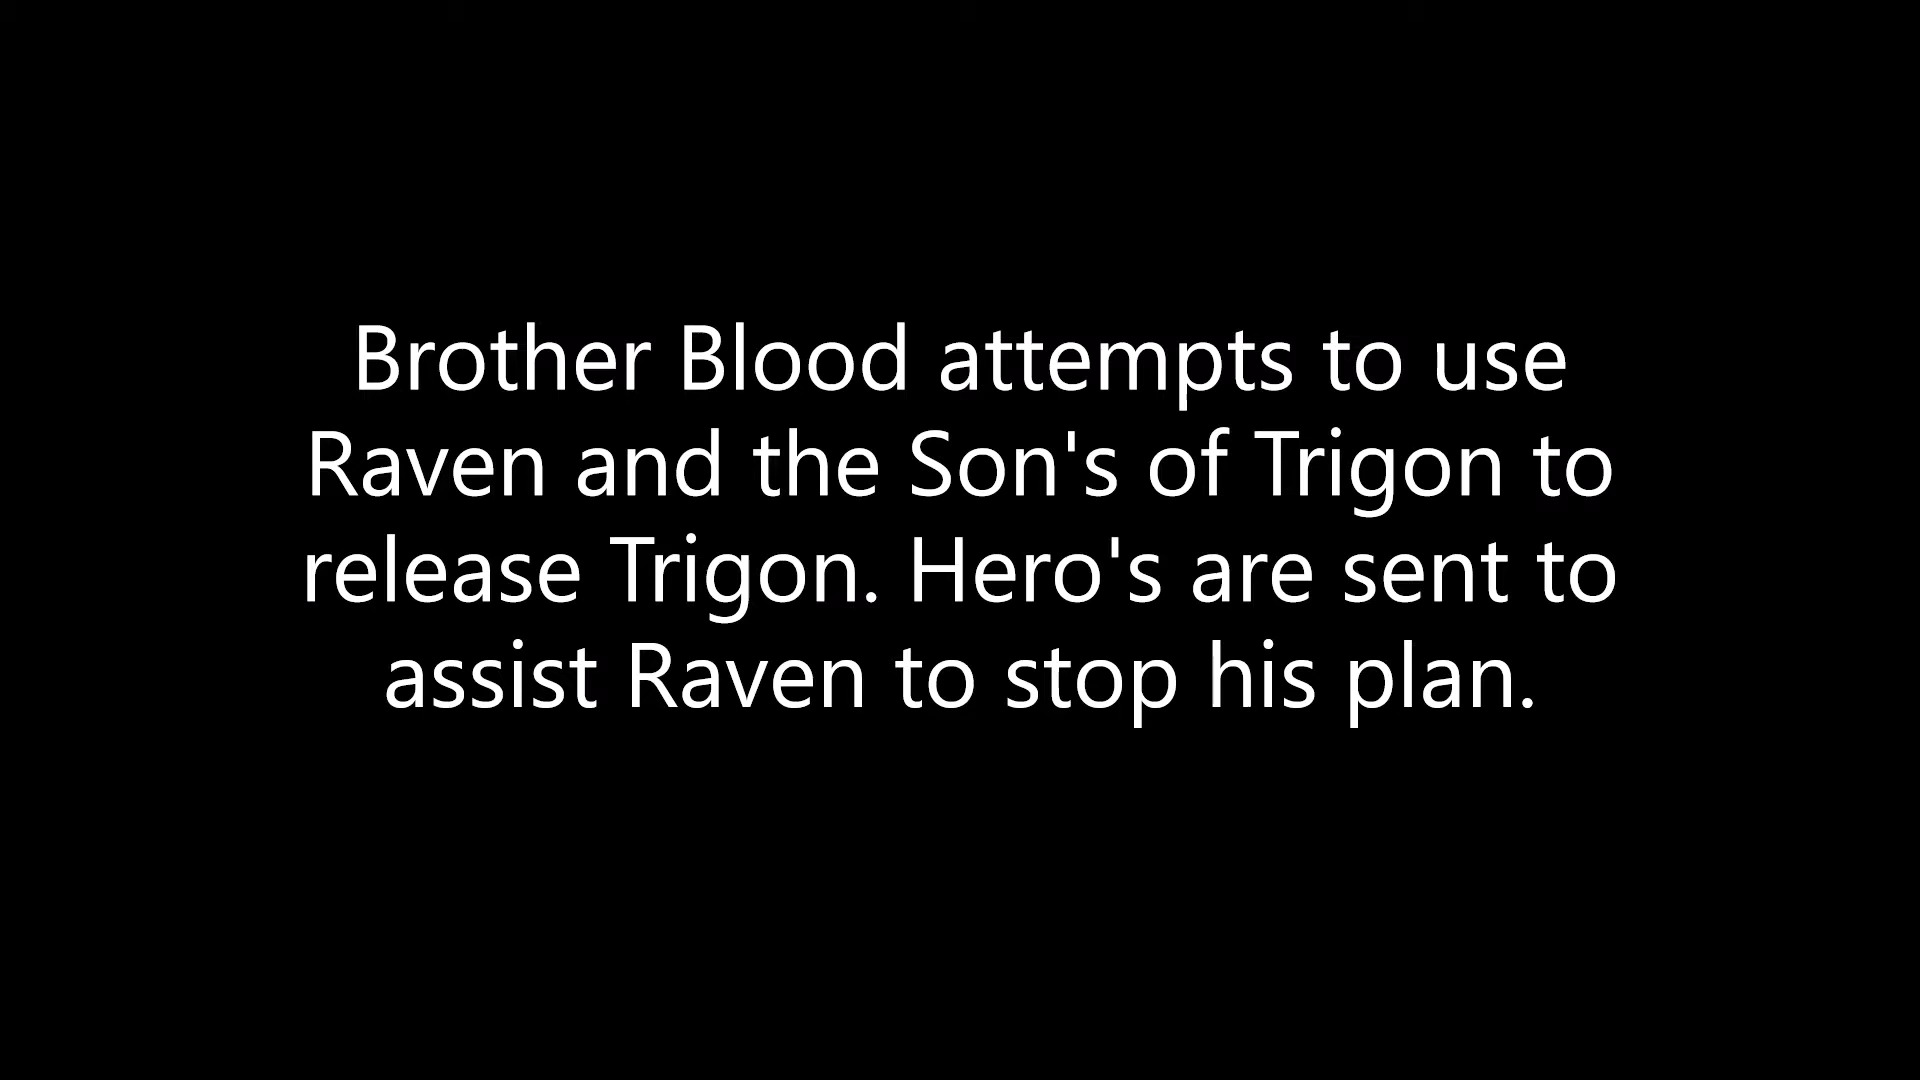 Brother Blood attempts to use
Raven and the Son's of Trigon to
release Trigon. Hero's are sent to
assist Raven to stop his plan.